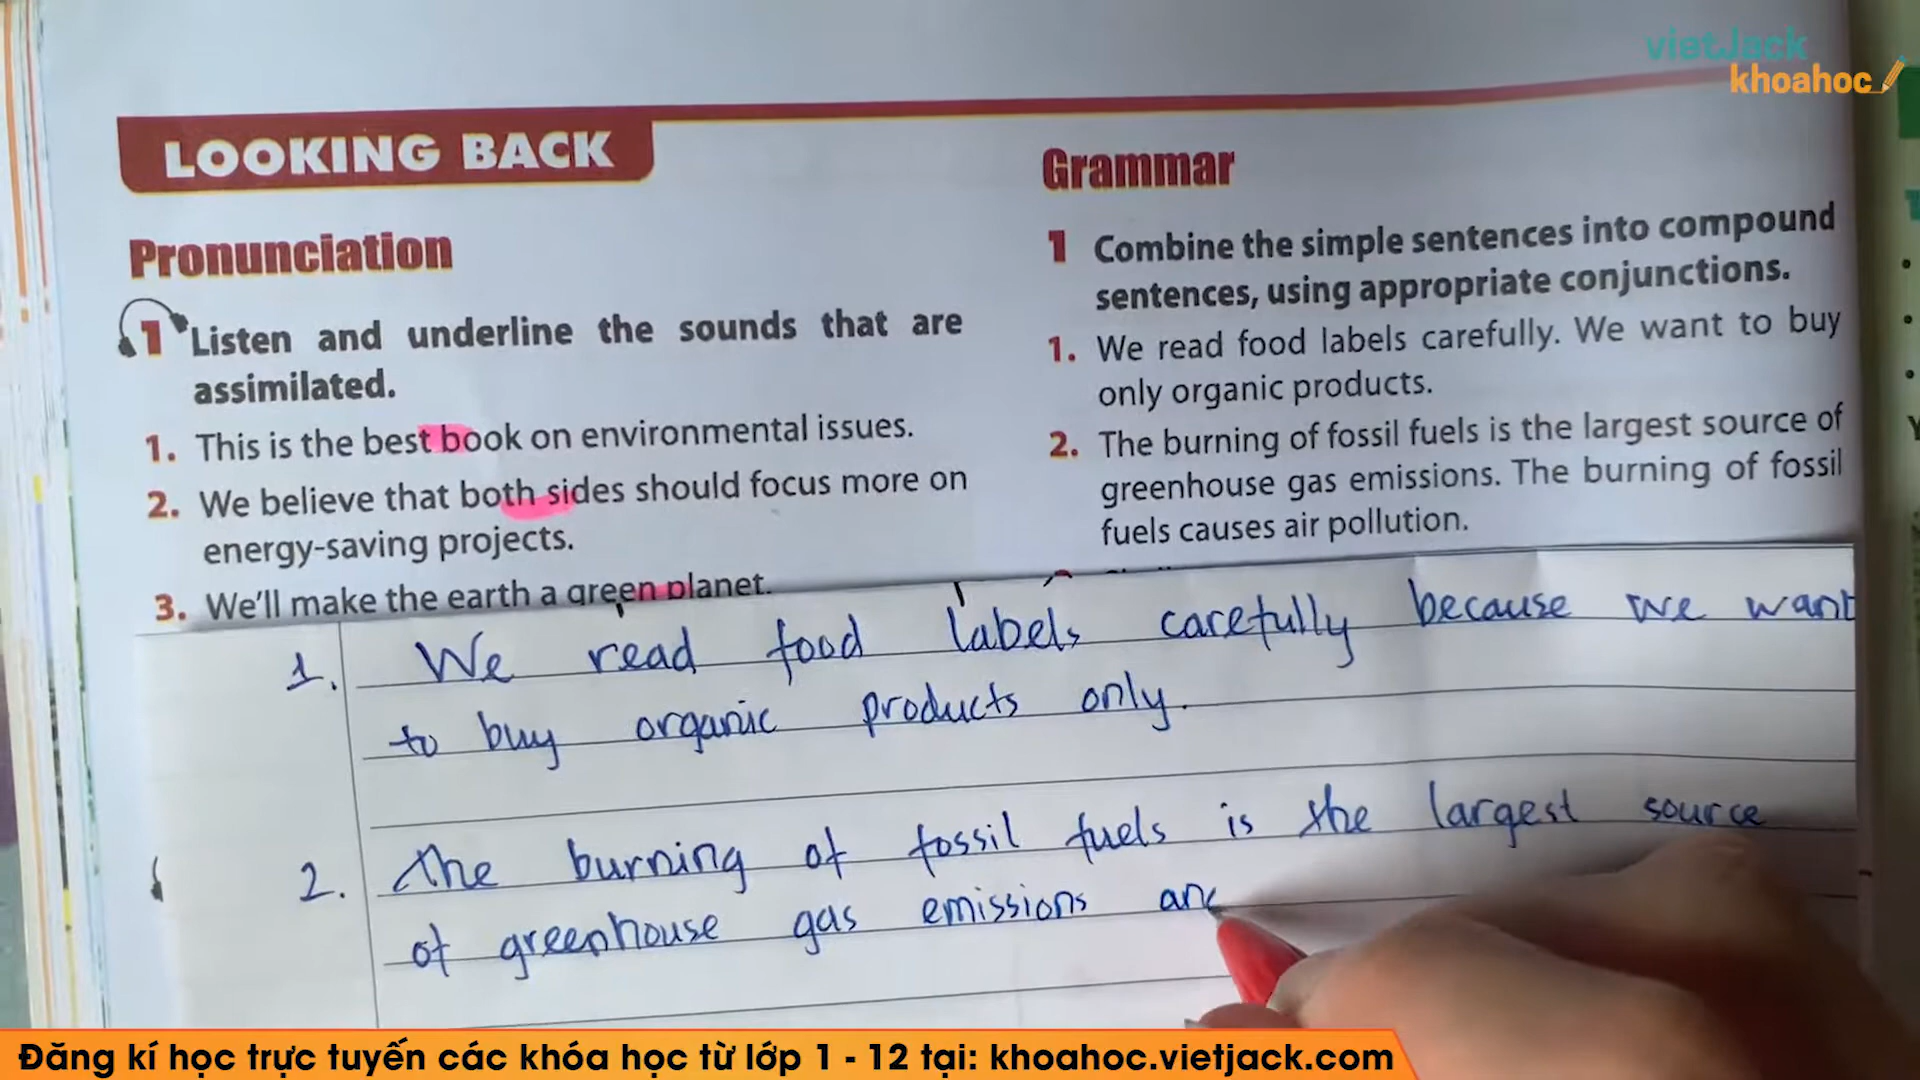 vietJack
khoahoc
LOOKING BACK
Pronunciation
1 Listen and underline the sounds that are
assimilated.
1. This is the best book on environmental issues.
2. We believe that both sides should focus more on
energy-saving projects.
3. We'll make the earth a green planet.
Grammar
1 Combine the simple sentences into compound
sentences, using appropriate conjunctions.
1. We read food labels carefully. We want to buy
only organic products.
2. The burning of fossil fuels is the largest source of
greenhouse gas emissions. The burning of fossil
fuels causes air pollution.
1. We read food labels carefully because we want
to buy organic products only.
2. The burning of fossil fuels is the largest source
of greenhouse gas emissions
Đăng kí học trực tuyến các khóa học từ lớp 1 - 12 tại: khoahoc.vietjack.com